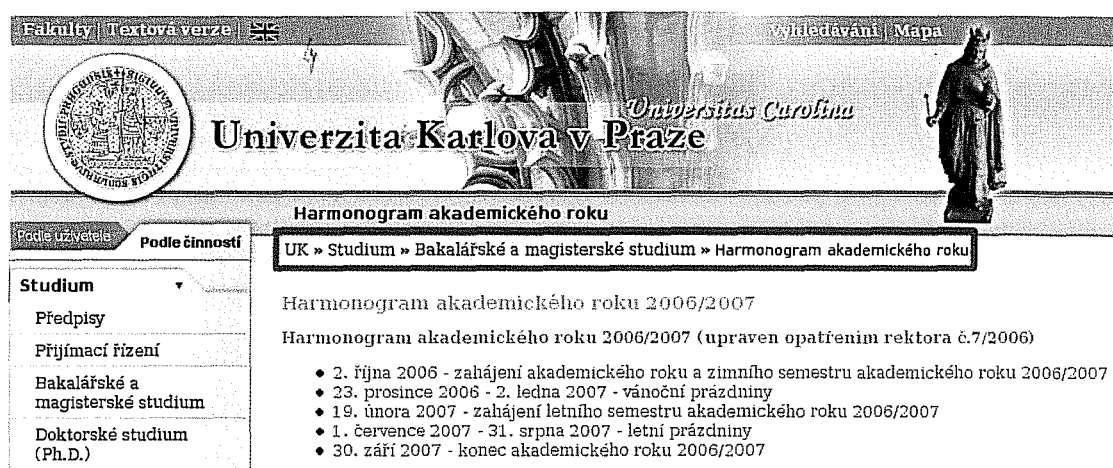 Fakulty | Textová verze |
Vyhledávání | Mapa
Universitas Carolina
Univerzita Karlova v Praze
Harmonogram akademického roku
Podle uživatele
Podle činností
UK » Studium » Bakalářské a magisterské studium » Harmonogram akademického roku
Studium
Předpisy
Přijímací řízení
Bakalářské a
magisterské studium
Doktorské studium
(Ph.D.)
Harmonogram akademického roku 2006/2007
Harmonogram akademického roku 2006/2007 (upraven opatřením rektora č.7/2006)
• 2. října 2006 - zahájení akademického roku a zimního semestru akademického roku 2006/2007
• 23. prosince 2006 - 2. ledna 2007 - vánoční prázdniny
• 19. února 2007 - zahájení letního semestru akademického roku 2006/2007
• 1. července 2007 - 31. srpna 2007 - letní prázdniny
• 30. září 2007 - konec akademického roku 2006/2007